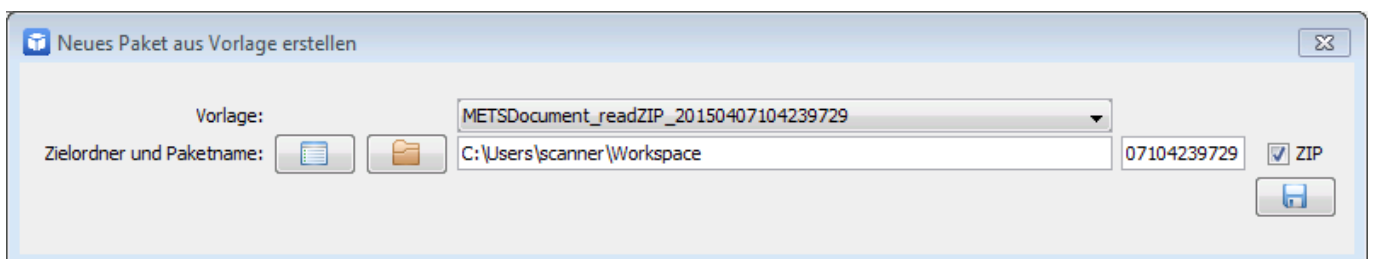 Neues Paket aus Vorlage erstellen
Vorlage: METSDocument_readZIP_20150407104239729
Zielordner und Paketname: C:\Users\scanner\Workspace 07104239729 ZIP